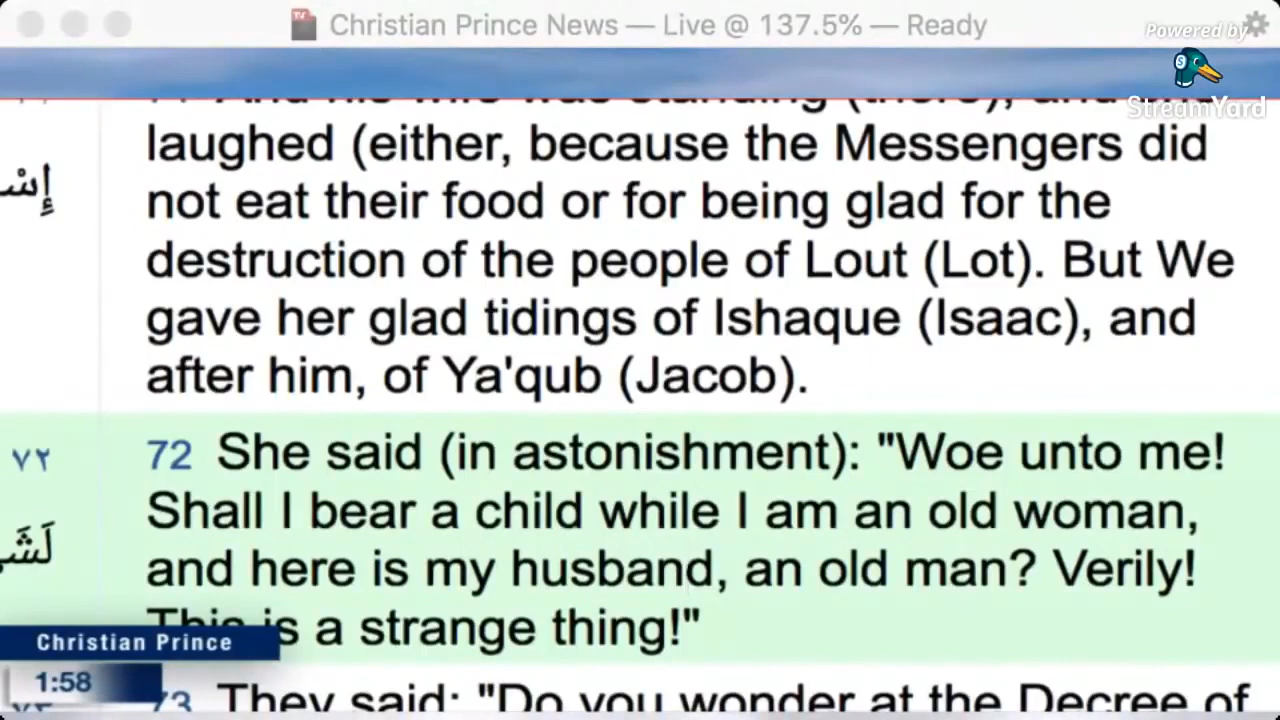 Christian Prince News — Live @ 137.5% — Ready
Powered by
StreamYard
laughed (either, because the Messengers did
not eat their food or for being glad for the
destruction of the people of Lout (Lot). But We
gave her glad tidings of Ishaque (Isaac), and
after him, of Ya'qub (Jacob).
٧٢
72 She said (in astonishment): "Woe unto me!
Shall I bear a child while I am an old woman,
and here is my husband, an old man? Verily!
This is a strange thing!"
Christian Prince
1:58
73 They said: "Do you wonder at the Decree of